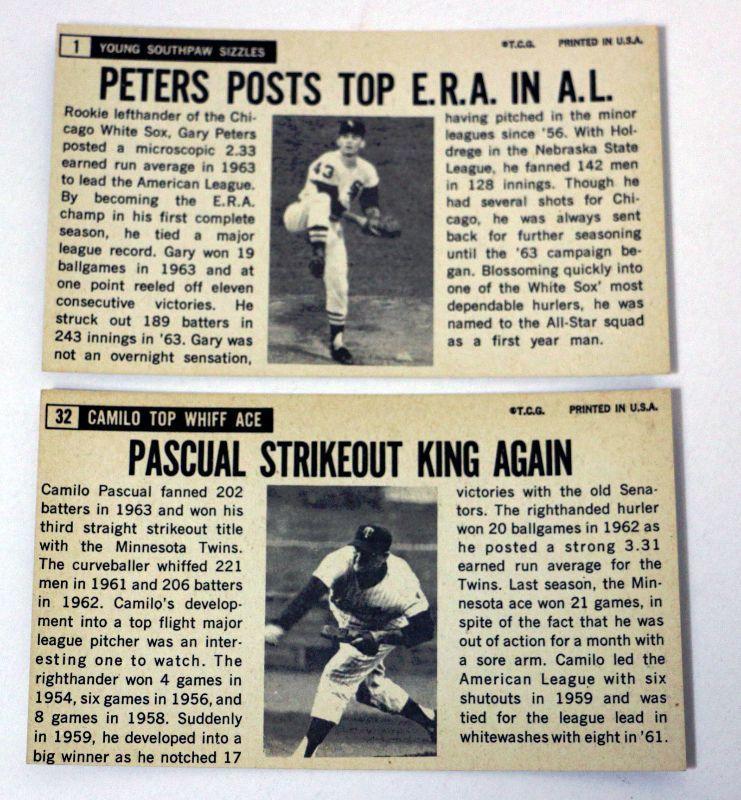 1 YOUNG SOUTHPAW SIZZLES
©T.C.G. PRINTED IN U.S.A.
PETERS POSTS TOP E.R.A. IN A.L.
Rookie lefthander of the Chi-
cago White Sox, Gary Peters
posted a microscopic 2.33
earned run average in 1963
to lead the American League.
By becoming the E.R.A.
champ in his first complete
season, he tied a major
league record. Gary won 19
ballgames in 1963 and at
one point reeled off eleven
consecutive victories. He
struck out 189 batters in
243 innings in '63. Gary was
not an overnight sensation,
43
having pitched in the minor
leagues since '56. With Hol-
drege in the Nebraska State
League, he fanned 142 men
in 128 innings. Though he
had several shots for Chi-
cago, he was always sent
back for further seasoning
until the '63 campaign be-
gan. Blossoming quickly into
one of the White Sox' most
dependable hurlers, he was
named to the All-Star squad
as a first year man.
32 CAMILO TOP WHIFF ACE
©T.C.G. PRINTED IN U.S.A.
PASCUAL STRIKEOUT KING AGAIN
Camilo Pascual fanned 202
batters in 1963 and won his
third straight strikeout title
with the Minnesota Twins.
The curveballer whiffed 221
men in 1961 and 206 batters
in 1962. Camilo's develop-
ment into a top flight major
league pitcher was an inter-
esting one to watch. The
righthander won 4 games in
1954, six games in 1956, and
8 games in 1958. Suddenly
in 1959, he developed into a
big winner as he notched 17
victories with the old Sena-
tors. The righthanded hurler
won 20 ballgames in 1962 as
he posted a strong 3.31
earned run average for the
Twins. Last season, the Min-
nesota ace won 21 games, in
spite of the fact that he was
out of action for a month with
a sore arm. Camilo led the
American League with six
shutouts in 1959 and was
tied for the league lead in
whitewashes with eight in '61.